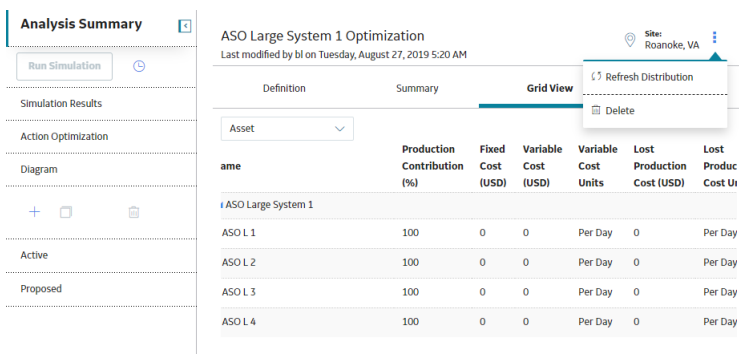 Analysis Summary
Run Simulation
Simulation Results
Action Optimization
Diagram
Active
Proposed
ASO Large System 1 Optimization
Last modified by bl on Tuesday, August 27, 2019 5:20 AM
Site:
Roanoke, VA
Refresh Distribution
Delete
Definition Summary Grid View
Asset
ame Production Contribution (%) Fixed Cost (USD) Variable Cost (USD) Variable Cost Units Lost Production Cost (USD) Lost Produc Cost Ur
ASO Large System 1
ASO L 1 100 0 0 Per Day 0 Per Day
ASO L 2 100 0 0 Per Day 0 Per Day
ASO L 3 100 0 0 Per Day 0 Per Day
ASO L 4 100 0 0 Per Day 0 Per Day